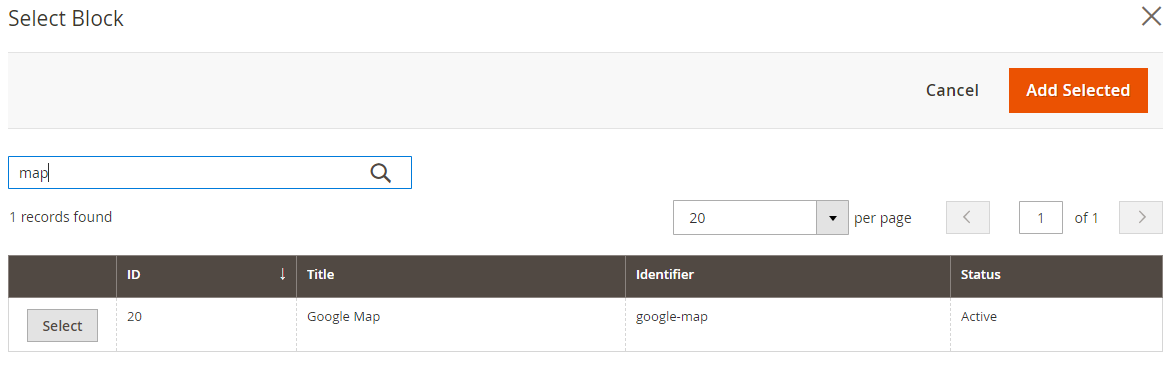 Select Block
Cancel Add Selected
map
1 records found 20 per page 1 of 1
ID ↓ Title Identifier Status
Select 20 Google Map google-map Active